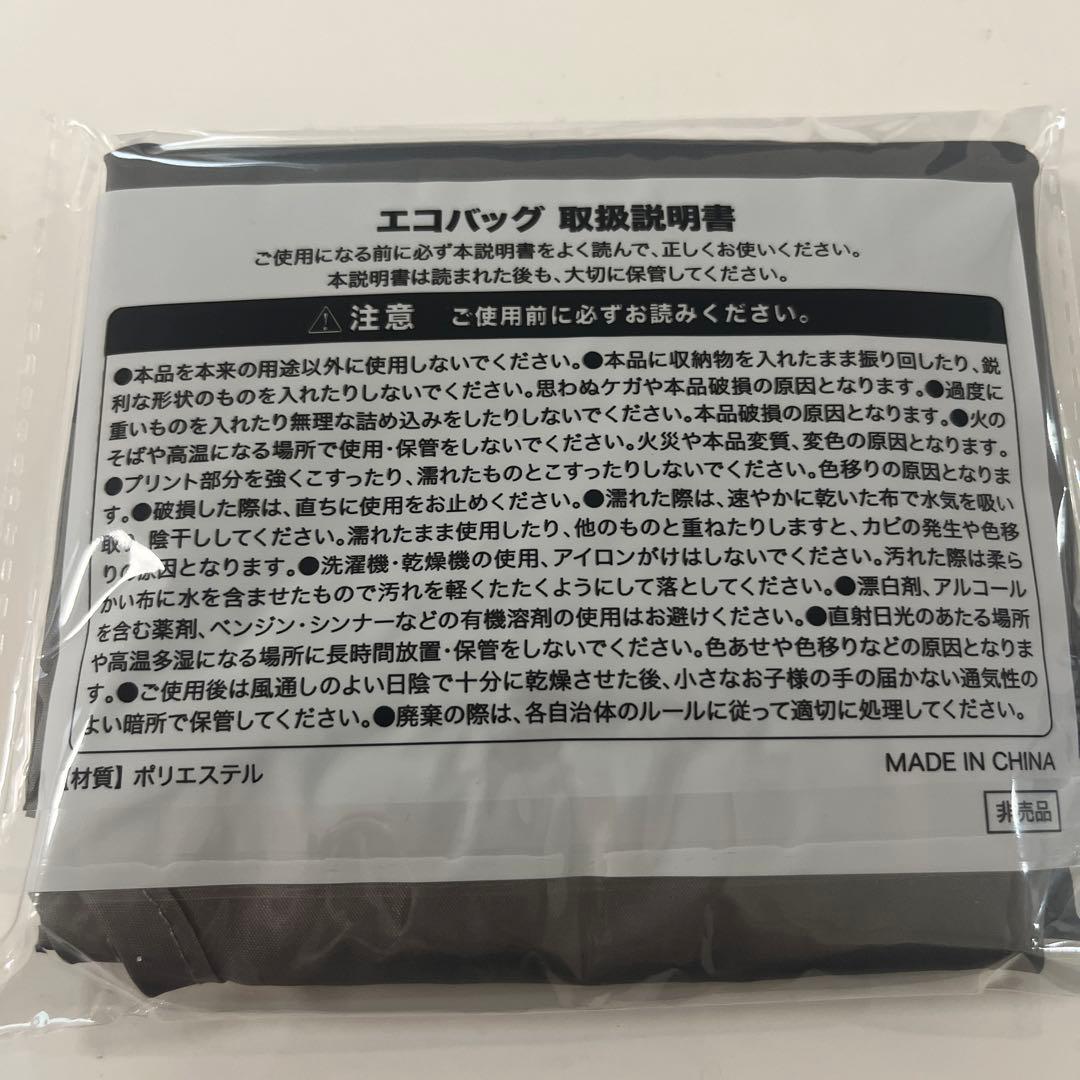 エコバッグ 取扱説明書
ご使用になる前に必ず本説明書をよく読んで、正しくお使いください。
本説明書は読まれた後も、大切に保管してください。
⚠ 注意 ご使用前に必ずお読みください。
●本品を本来の用途以外に使用しないでください。●本品に収納物を入れたまま振り回したり、鋭
利な形状のものを入れたりしないでください。思わぬケガや本品破損の原因となります。●過度に
重いものを入れたり無理な詰め込みをしたりしないでください。本品破損の原因となります。●火の
そばや高温になる場所で使用・保管をしないでください。火災や本品変質、変色の原因となります。
●プリント部分を強くこすったり、濡れたものとこすったりしないでください。色移りの原因となりま
す。●破損した際は、直ちに使用をお止めください。●濡れた際は、速やかに乾いた布で水気を吸い
取り、陰干ししてください。濡れたまま使用したり、他のものと重ねたりしますと、カビの発生や色移
りの原因となります。●洗濯機・乾燥機の使用、アイロンがけはしないでください。汚れた際は柔ら
かい布に水を含ませたもので汚れを軽くたたくようにして落としてください。●漂白剤、アルコール
を含む薬剤、ベンジン・シンナーなどの有機溶剤の使用はお避けください。●直射日光のあたる場所
や高温多湿になる場所に長時間放置・保管をしないでください。色あせや色移りなどの原因となりま
す。●ご使用後は風通しのよい日陰で十分に乾燥させた後、小さなお子様の手の届かない通気性の
よい暗所で保管してください。●廃棄の際は、各自治体のルールに従って適切に処理してください。
【材質】ポリエステル
MADE IN CHINA
非売品